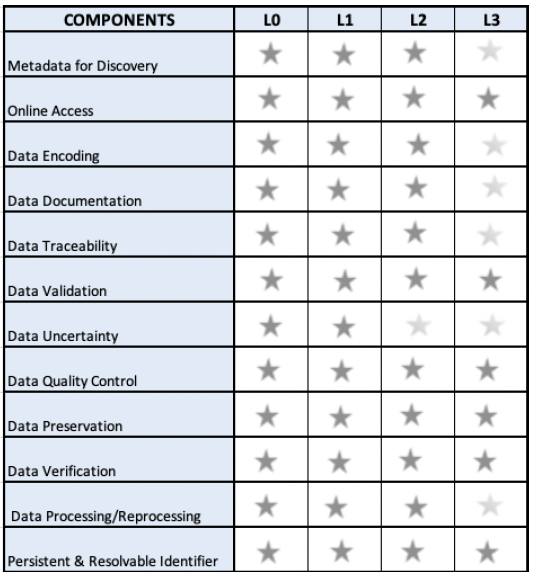 COMPONENTS L0 L1 L2 L3
Metadata for Discovery
Online Access
Data Encoding
Data Documentation
Data Traceability
Data Validation
Data Uncertainty
Data Quality Control
Data Preservation
Data Verification
Data Processing/Reprocessing
Persistent & Resolvable Identifier